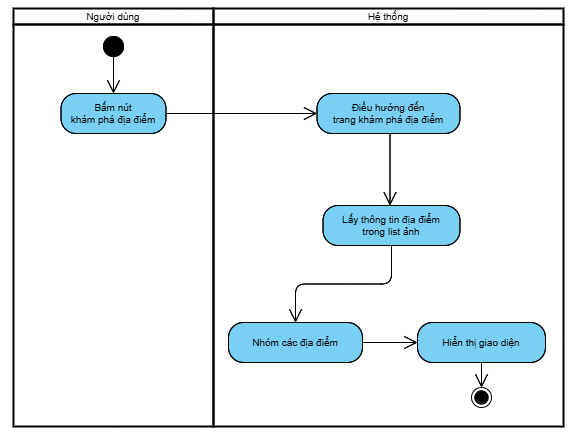 Người dùng
Hệ thống
Bấm nút
khám phá địa điểm
Điều hướng đến
trang khám phá địa điểm
Lấy thông tin địa điểm
trong list ảnh
Nhóm các địa điểm
Hiển thị giao diện